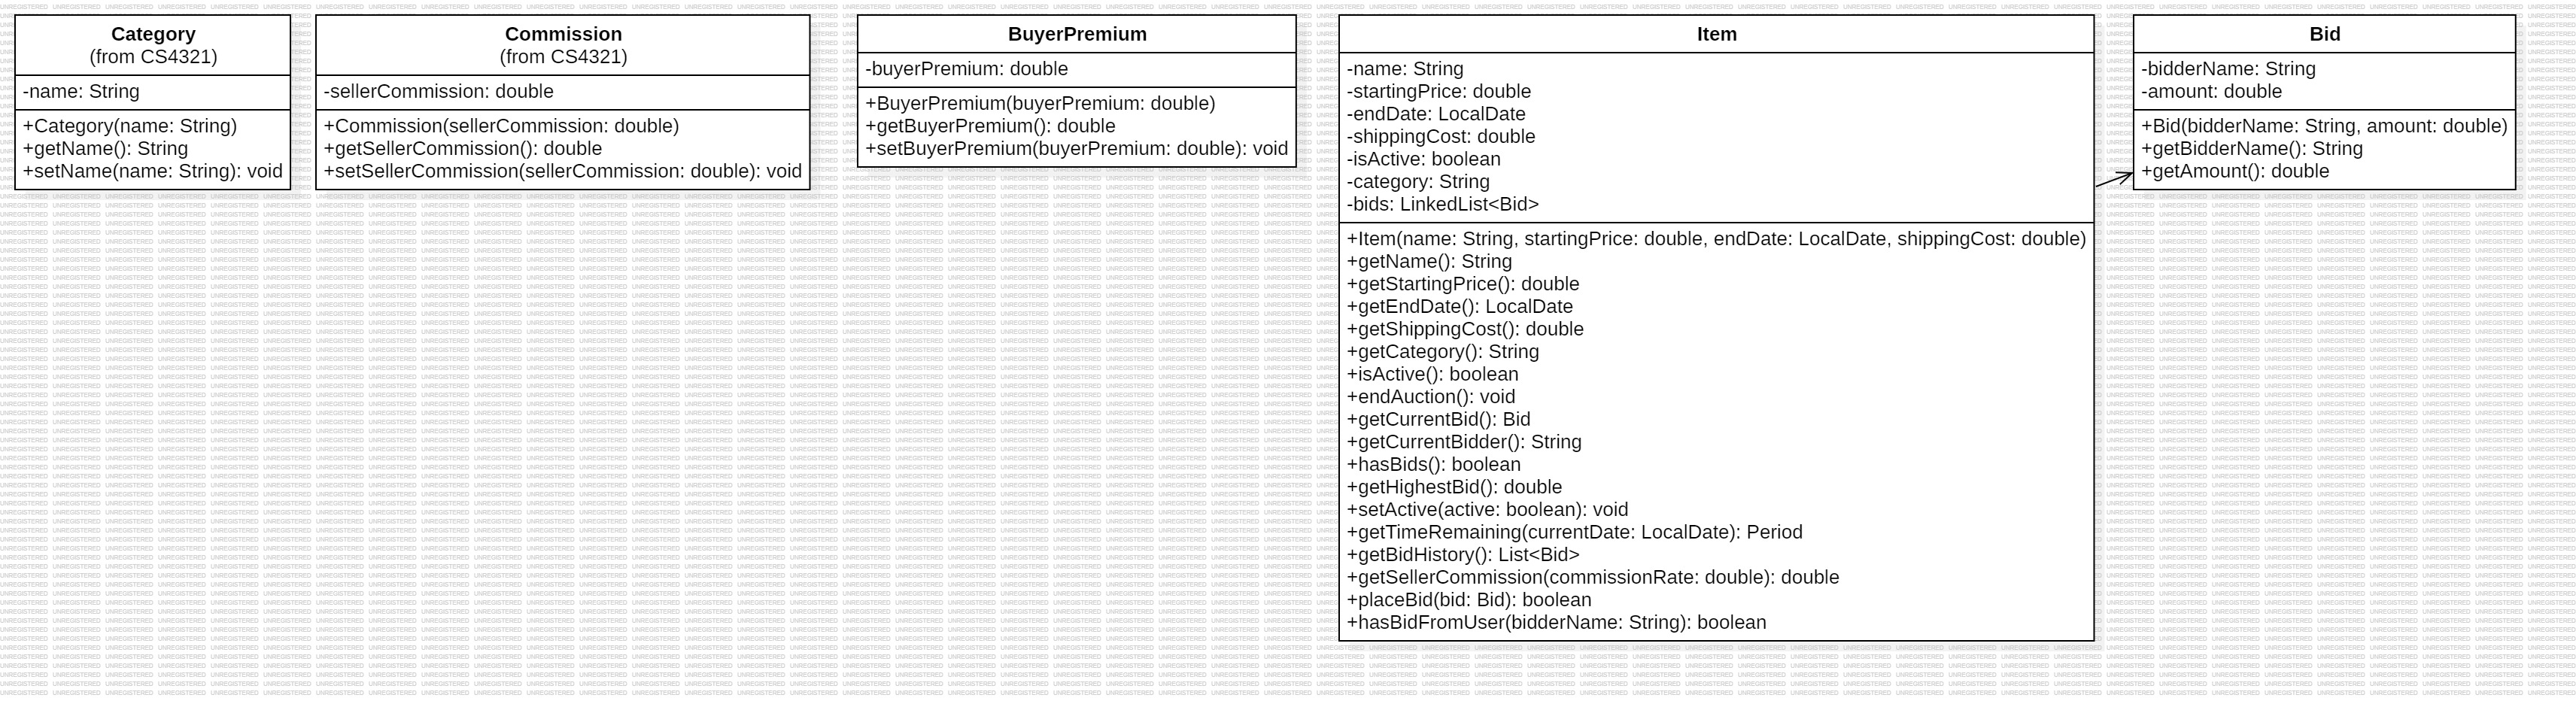 Category
(from CS4321)
-name: String
+Category(name: String)
+getName(): String
+setName(name: String): void
Commission
(from CS4321)
-sellerCommission: double
+Commission(sellerCommission: double)
+getSellerCommission(): double
+setSellerCommission(sellerCommission: double): void
BuyerPremium
-buyerPremium: double
+BuyerPremium(buyerPremium: double)
+getBuyerPremium(): double
+setBuyerPremium(buyerPremium: double): void
Item
-name: String
-startingPrice: double
-endDate: LocalDate
-shippingCost: double
-isActive: boolean
-category: String
-bids: LinkedList<Bid>
+Item(name: String, startingPrice: double, endDate: LocalDate, shippingCost: double)
+getName(): String
+getStartingPrice(): double
+getEndDate(): LocalDate
+getShippingCost(): double
+getCategory(): String
+isActive(): boolean
+endAuction(): void
+getCurrentBid(): Bid
+getCurrentBidder(): String
+hasBids(): boolean
+getHighestBid(): double
+setActive(active: boolean): void
+getTimeRemaining(currentDate: LocalDate): Period
+getBidHistory(): List<Bid>
+getSellerCommission(commissionRate: double): double
+placeBid(bid: Bid): boolean
+hasBidFromUser(bidderName: String): boolean
Bid
-bidderName: String
-amount: double
+Bid(bidderName: String, amount: double)
+getBidderName(): String
+getAmount(): double
UNREGISTERED